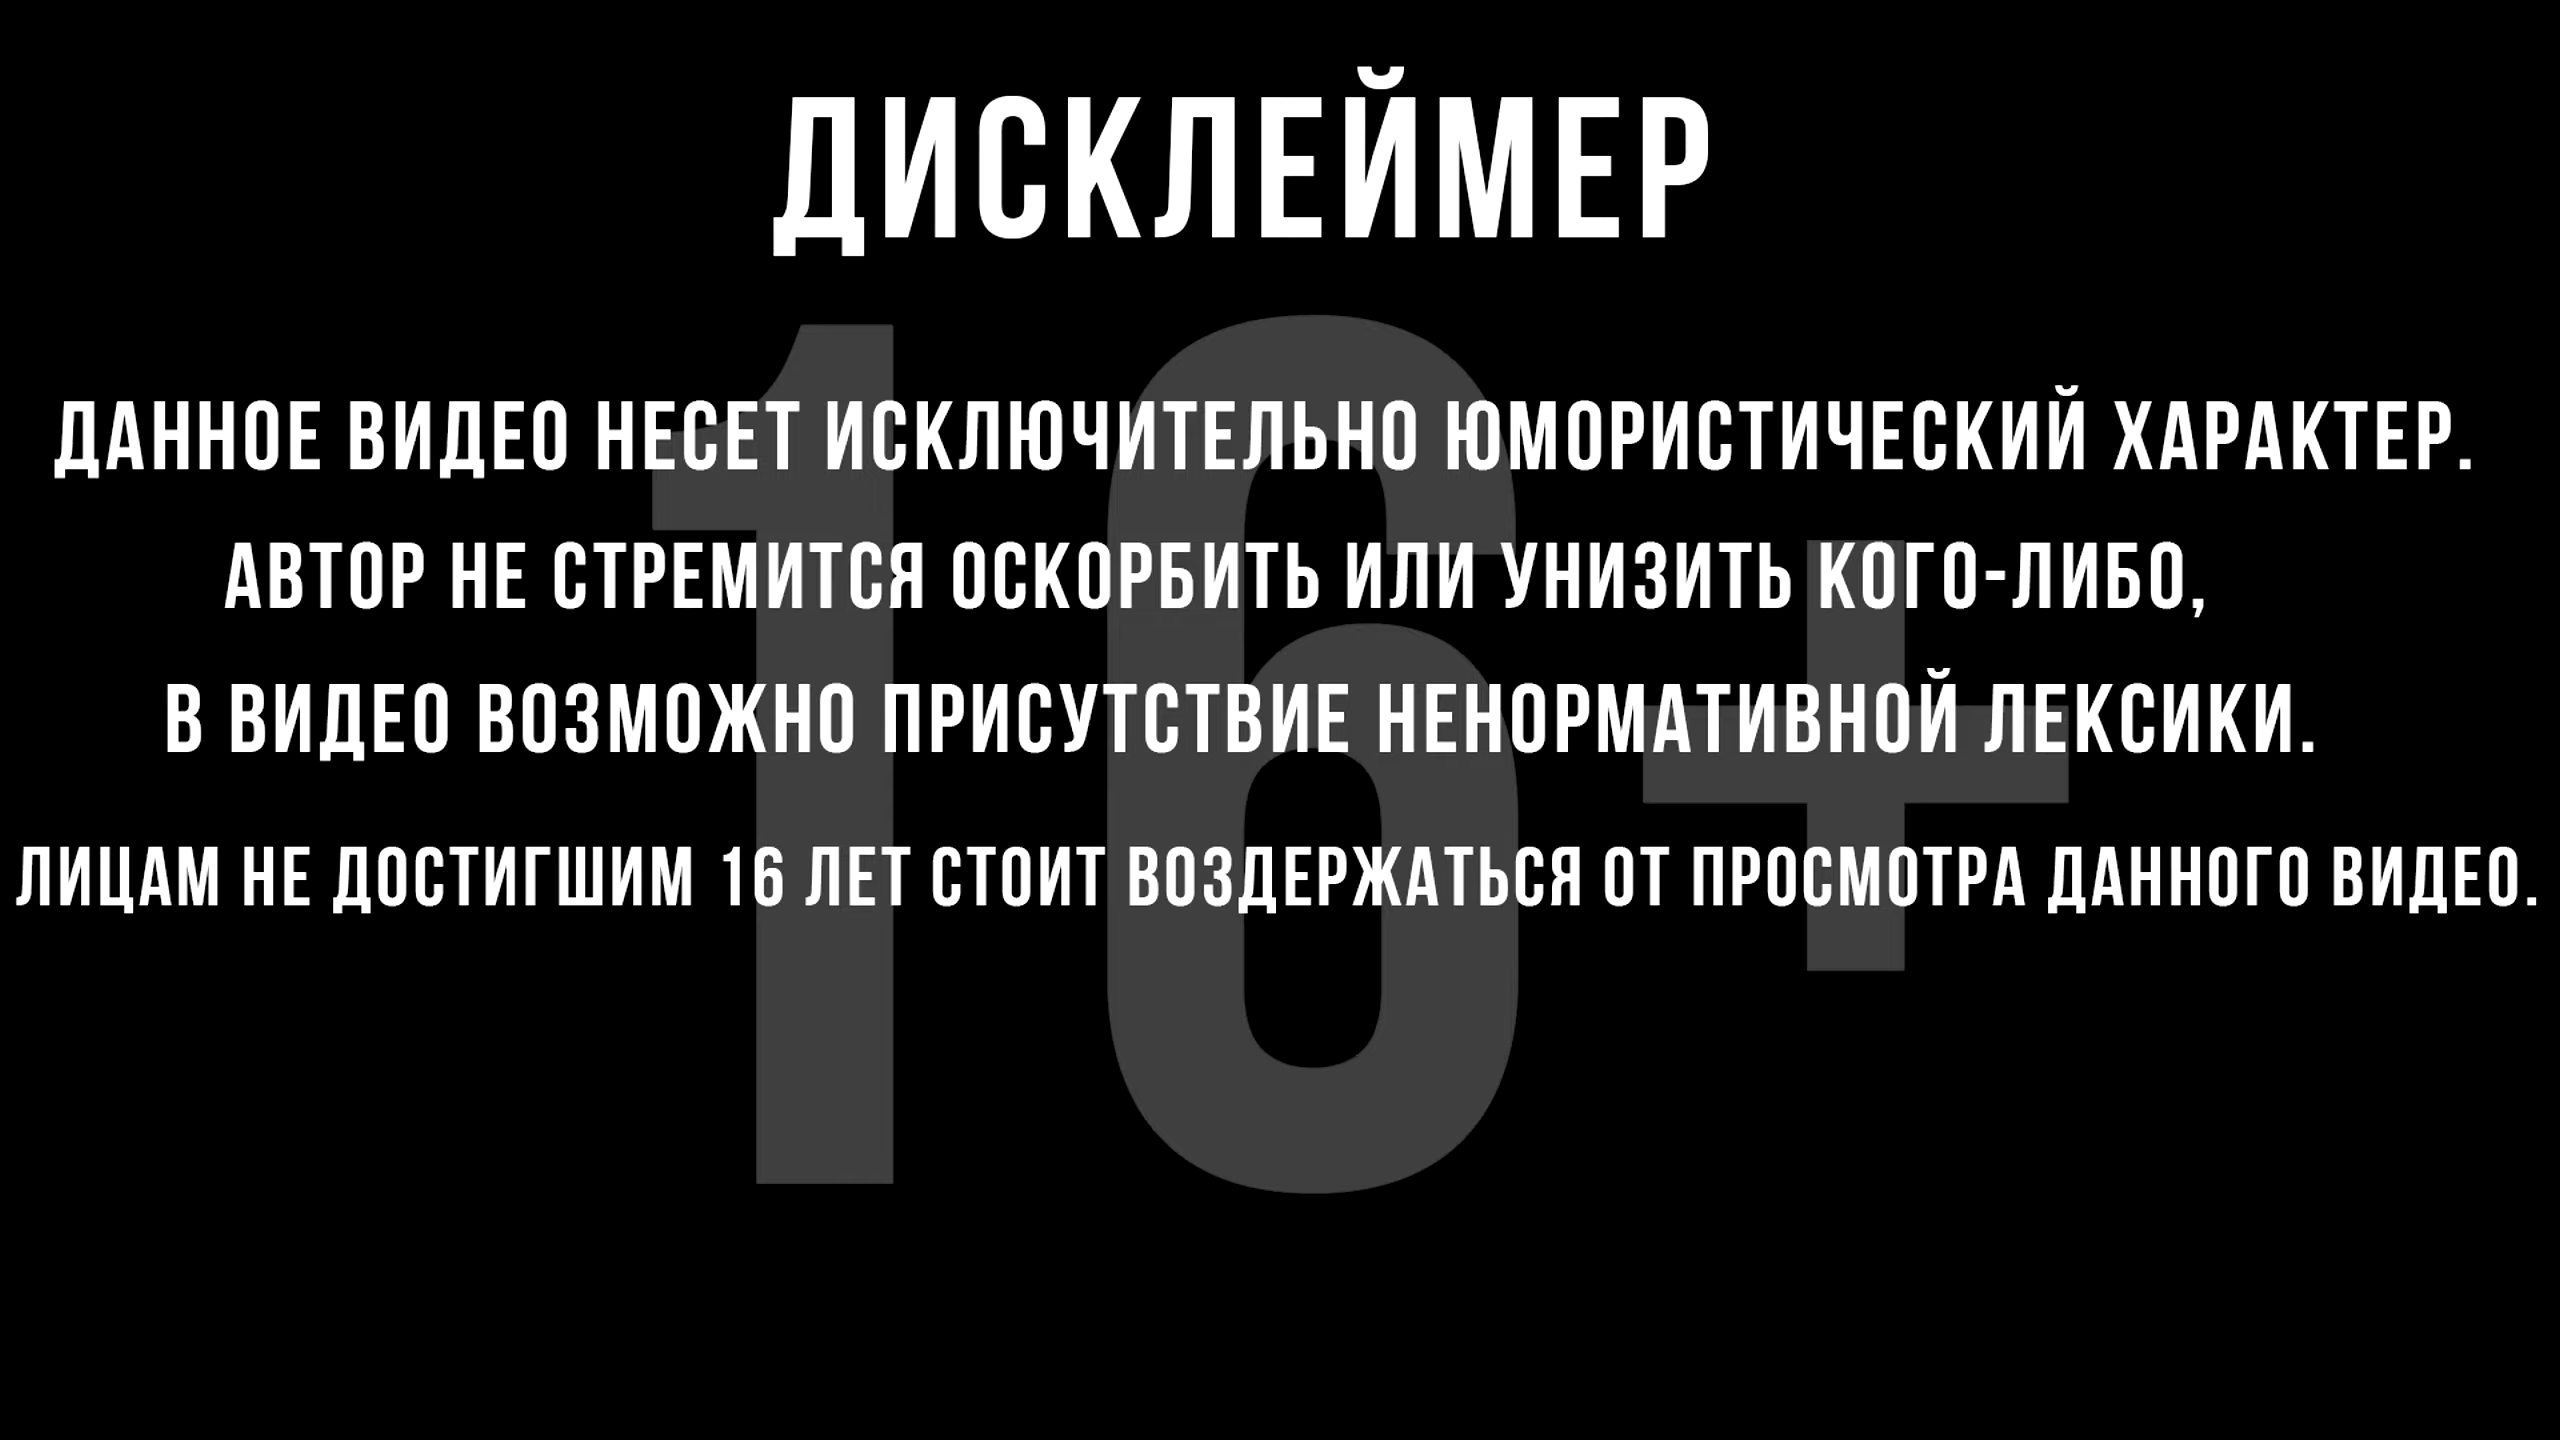 ДИСКЛЕЙМЕР
ДАННОЕ ВИДЕО НЕСЕТ ИСКЛЮЧИТЕЛЬНО ЮМОРИСТИЧЕСКИЙ ХАРАКТЕР.
АВТОР НЕ СТРЕМИТСЯ ОСКОРБИТЬ ИЛИ УНИЗИТЬ КОГО-ЛИБО,
В ВИДЕО ВОЗМОЖНО ПРИСУТСТВИЕ НЕНОРМАТИВНОЙ ЛЕКСИКИ.
ЛИЦАМ НЕ ДОСТИГШИМ 16 ЛЕТ СТОИТ ВОЗДЕРЖАТЬСЯ ОТ ПРОСМОТРА ДАННОГО ВИДЕО.
16+